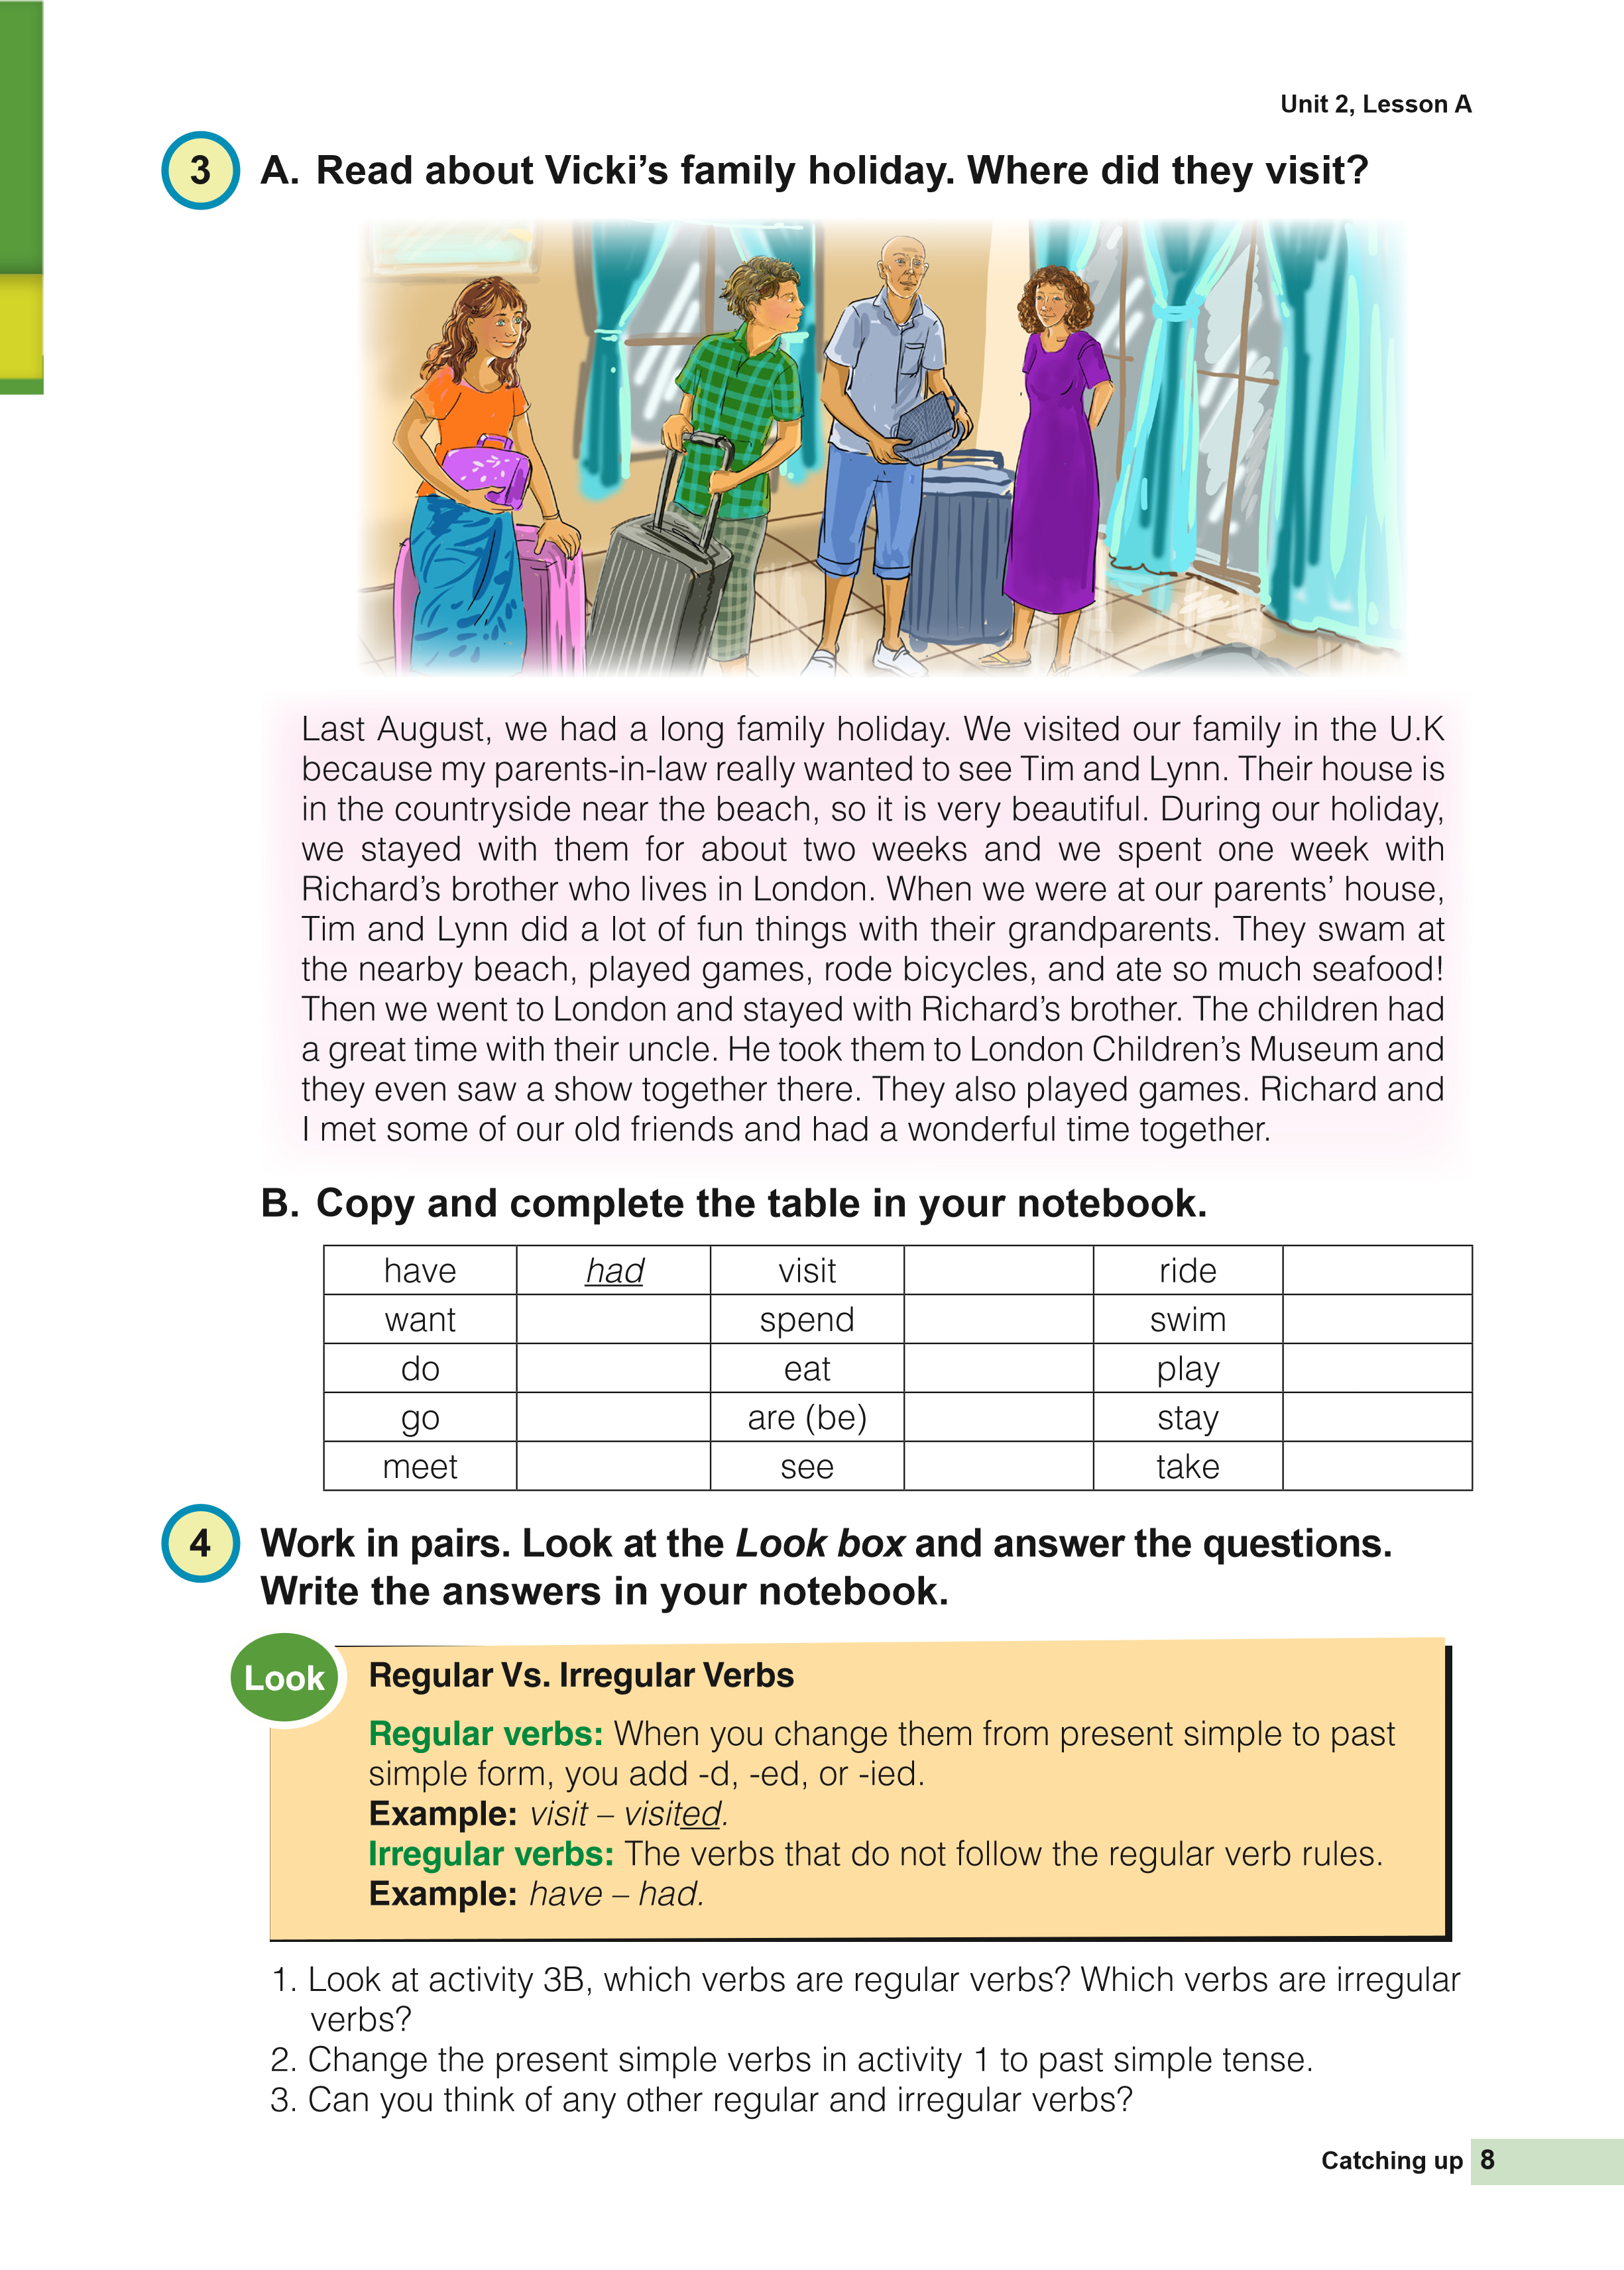 Unit 2, Lesson A
3 A. Read about Vicki’s family holiday. Where did they visit?
Last August, we had a long family holiday. We visited our family in the U.K
because my parents-in-law really wanted to see Tim and Lynn. Their house is
in the countryside near the beach, so it is very beautiful. During our holiday,
we stayed with them for about two weeks and we spent one week with
Richard’s brother who lives in London. When we were at our parents’ house,
Tim and Lynn did a lot of fun things with their grandparents. They swam at
the nearby beach, played games, rode bicycles, and ate so much seafood!
Then we went to London and stayed with Richard’s brother. The children had
a great time with their uncle. He took them to London Children’s Museum and
they even saw a show together there. They also played games. Richard and
I met some of our old friends and had a wonderful time together.
B. Copy and complete the table in your notebook.
have had visit ride
want spend swim
do eat play
go are (be) stay
meet see take
4 Work in pairs. Look at the Look box and answer the questions.
Write the answers in your notebook.
Look
Regular Vs. Irregular Verbs
Regular verbs: When you change them from present simple to past
simple form, you add -d, -ed, or -ied.
Example: visit – visited.
Irregular verbs: The verbs that do not follow the regular verb rules.
Example: have – had.
1. Look at activity 3B, which verbs are regular verbs? Which verbs are irregular
verbs?
2. Change the present simple verbs in activity 1 to past simple tense.
3. Can you think of any other regular and irregular verbs?
Catching up 8